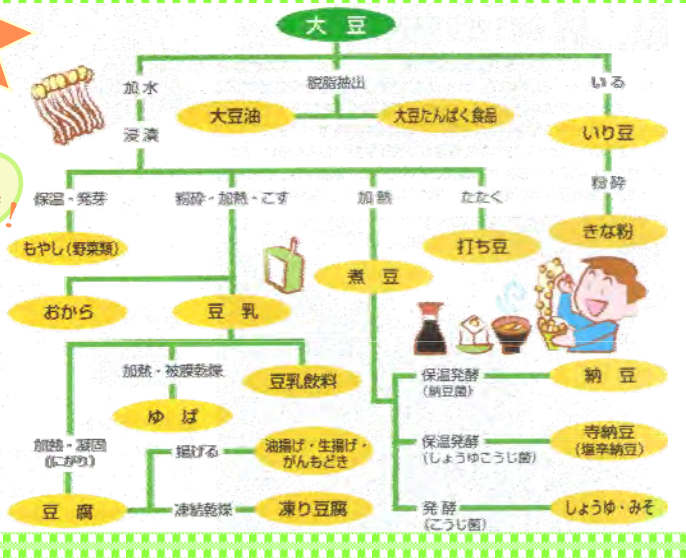 大豆
加水
脱脂抽出
いる
大豆油
大豆たんぱく食品
いり豆
浸漬
粉砕
保温・発芽
粉砕・加熱・こす
加熱
たたく
きな粉
もやし(野菜類)
打ち豆
煮豆
おから
豆乳
加熱・被膜乾燥
豆乳飲料
保温発酵
(納豆菌)
納豆
ゆば
加熱・凝固
(にがり)
揚げる
油揚げ・生揚げ・
がんもどき
保温発酵
(しょうゆこうじ菌)
寺納豆
(塩辛納豆)
豆腐
凍結乾燥
凍り豆腐
発酵
(こうじ菌)
しょうゆ・みそ